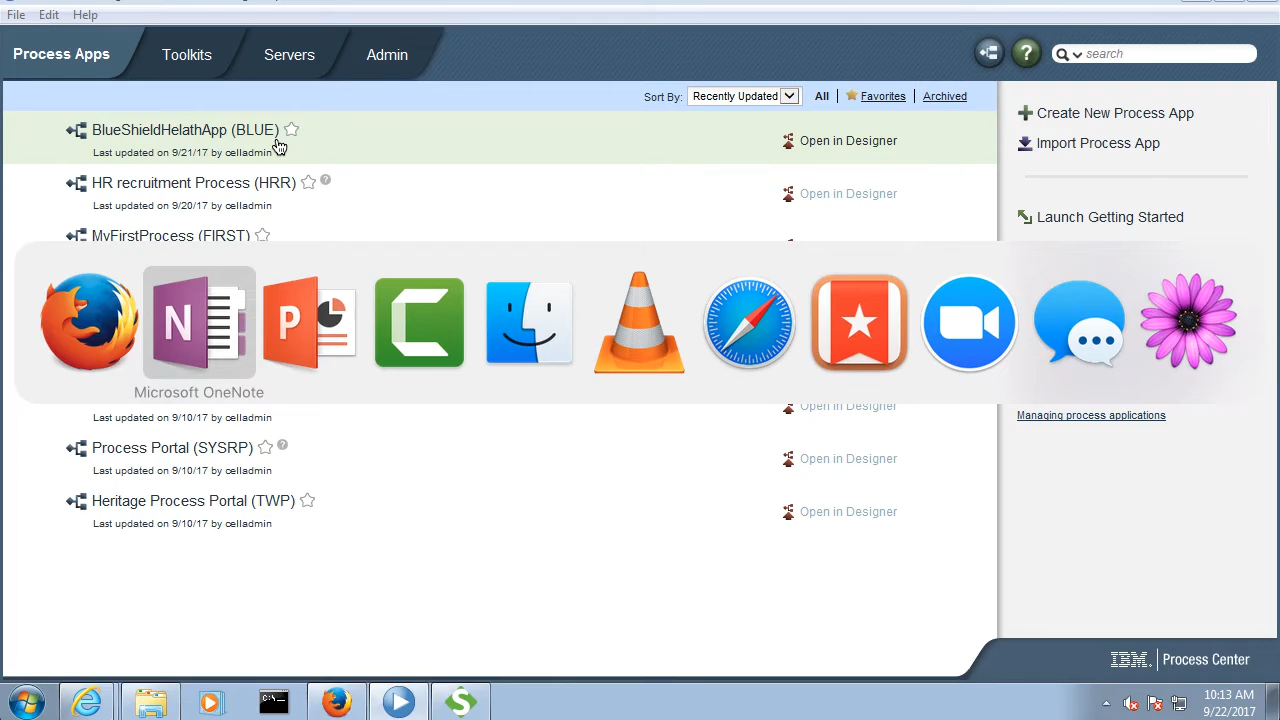 File Edit Help
Process Apps Toolkits Servers Admin search
Sort By: Recently Updated All Favorites Archived
BlueShieldHelathApp (BLUE)
Last updated on 9/21/17 by celladmin
Open in Designer
HR recruitment Process (HRR)
Last updated on 9/20/17 by celladmin
Open in Designer
MyFirstProcess (FIRST)
Microsoft OneNote
Last updated on 9/10/17 by celladmin
Open in Designer
Process Portal (SYSRP)
Last updated on 9/10/17 by celladmin
Open in Designer
Heritage Process Portal (TWP)
Last updated on 9/10/17 by celladmin
Open in Designer
Create New Process App
Import Process App
Launch Getting Started
Managing process applications
IBM Process Center
10:13 AM
9/22/2017